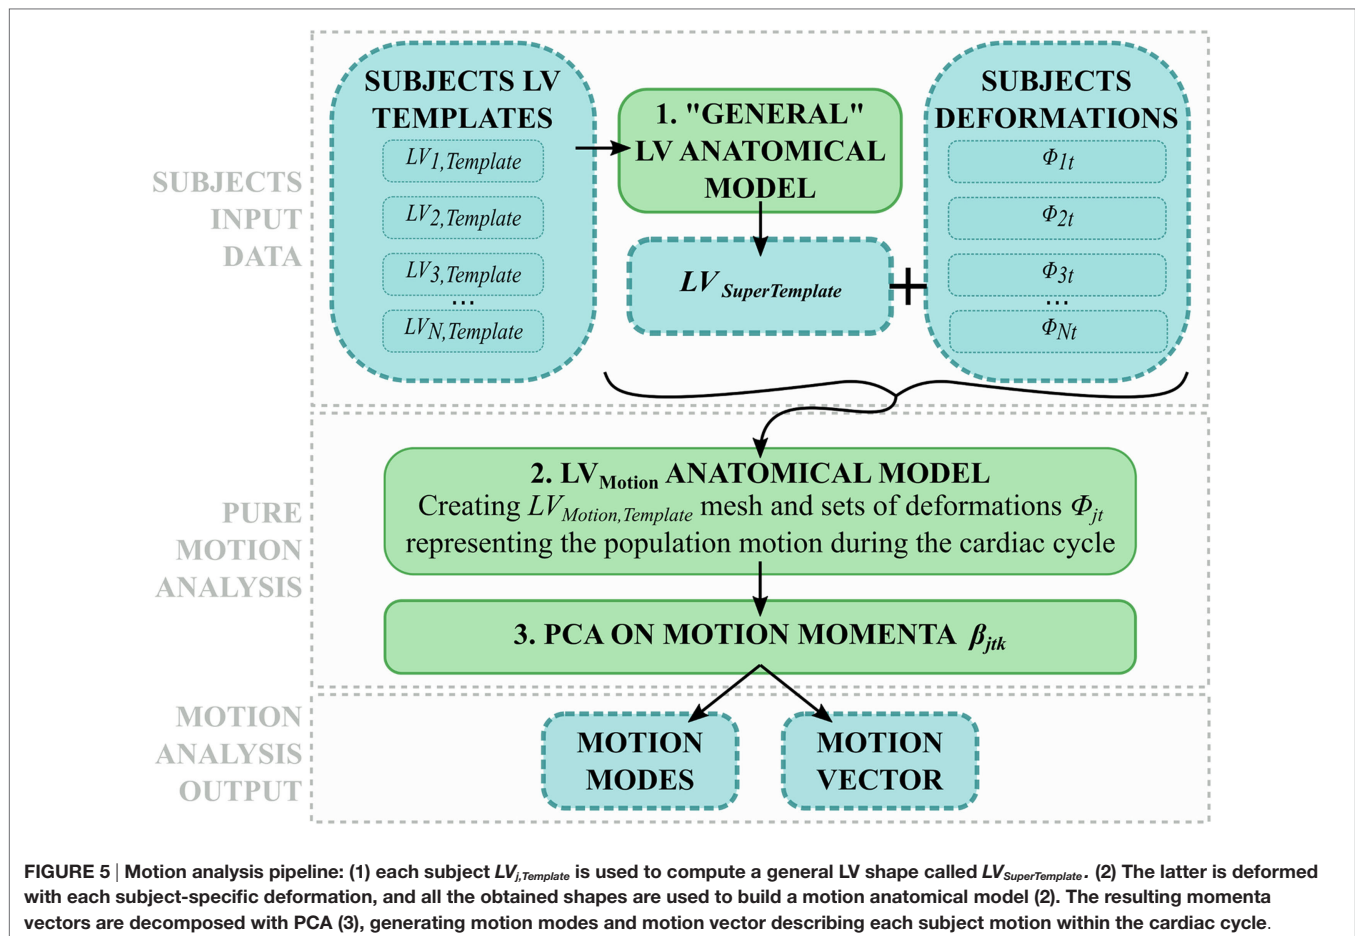 SUBJECTS
INPUT
DATA
SUBJECTS LV
TEMPLATES
LV1,Template
LV2,Template
LV3,Template
...
LVN,Template
1. "GENERAL"
LV ANATOMICAL
MODEL
LV SuperTemplate
+
SUBJECTS
DEFORMATIONS
Φ1t
Φ2t
Φ3t
...
ΦNt
PURE
MOTION
ANALYSIS
2. LVMotion ANATOMICAL MODEL
Creating LVMotion,Template mesh and sets of deformations Φjt
representing the population motion during the cardiac cycle
3. PCA ON MOTION MOMENTA βjtk
MOTION
ANALYSIS
OUTPUT
MOTION
MODES
MOTION
VECTOR
FIGURE 5 | Motion analysis pipeline: (1) each subject LVj,Template is used to compute a general LV shape called LVSuperTemplate. (2) The latter is deformed
with each subject-specific deformation, and all the obtained shapes are used to build a motion anatomical model (2). The resulting momenta
vectors are decomposed with PCA (3), generating motion modes and motion vector describing each subject motion within the cardiac cycle.